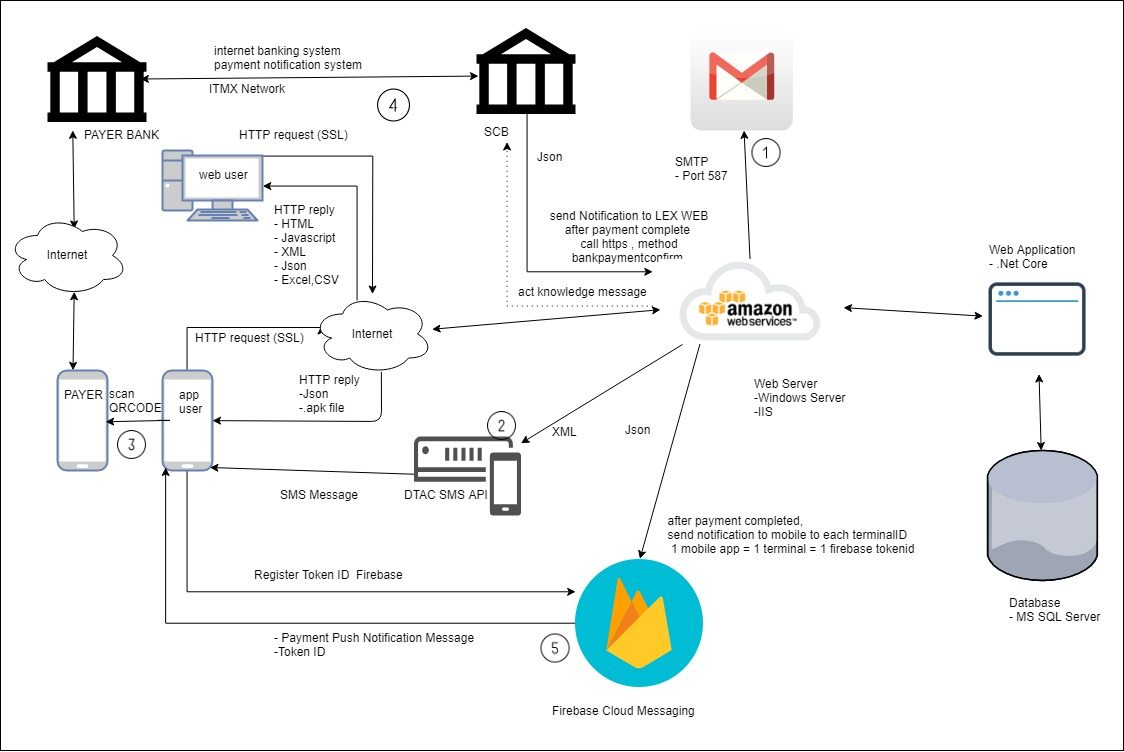 internet banking system
payment notification system
ITMX Network
4
PAYER BANK
SCB
HTTP request (SSL)
web user
HTTP reply
- HTML
- Javascript
- XML
- Json
- Excel,CSV
Json
SMTP
- Port 587
1
send Notification to LEX WEB
after payment complete
call https , method
bankpaymentconfirm
act knowledge message
amazon
webservices™
Web Application
- .Net Core
Internet
Internet
HTTP request (SSL)
HTTP reply
-Json
-.apk file
PAYER
scan
QRCODE
app
user
3
Web Server
-Windows Server
-IIS
2
XML
Json
DTAC SMS API
SMS Message
after payment completed,
send notification to mobile to each terminalID
1 mobile app = 1 terminal = 1 firebase tokenid
Register Token ID  Firebase
- Payment Push Notification Message
-Token ID
5
Firebase Cloud Messaging
Database
- MS SQL Server